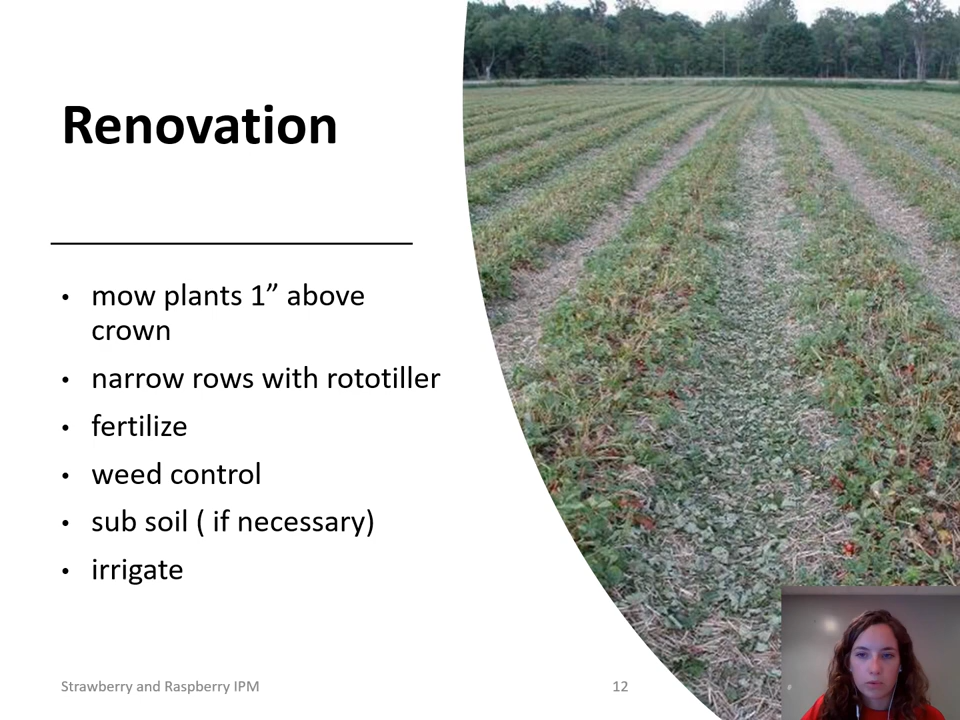 Renovation
• mow plants 1” above
crown
• narrow rows with rototiller
• fertilize
• weed control
• sub soil ( if necessary)
• irrigate
Strawberry and Raspberry IPM
12